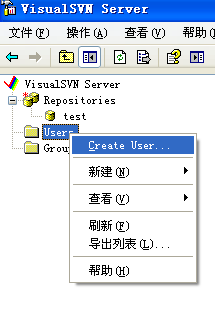 VisualSVN Server
文件(F) 操作(A) 查看(V) 帮助(H
VisualSVN Server
Repositories
test
Users
Create User...
Group
新建(N)
查看(V)
刷新(F)
导出列表(L)...
帮助(H)